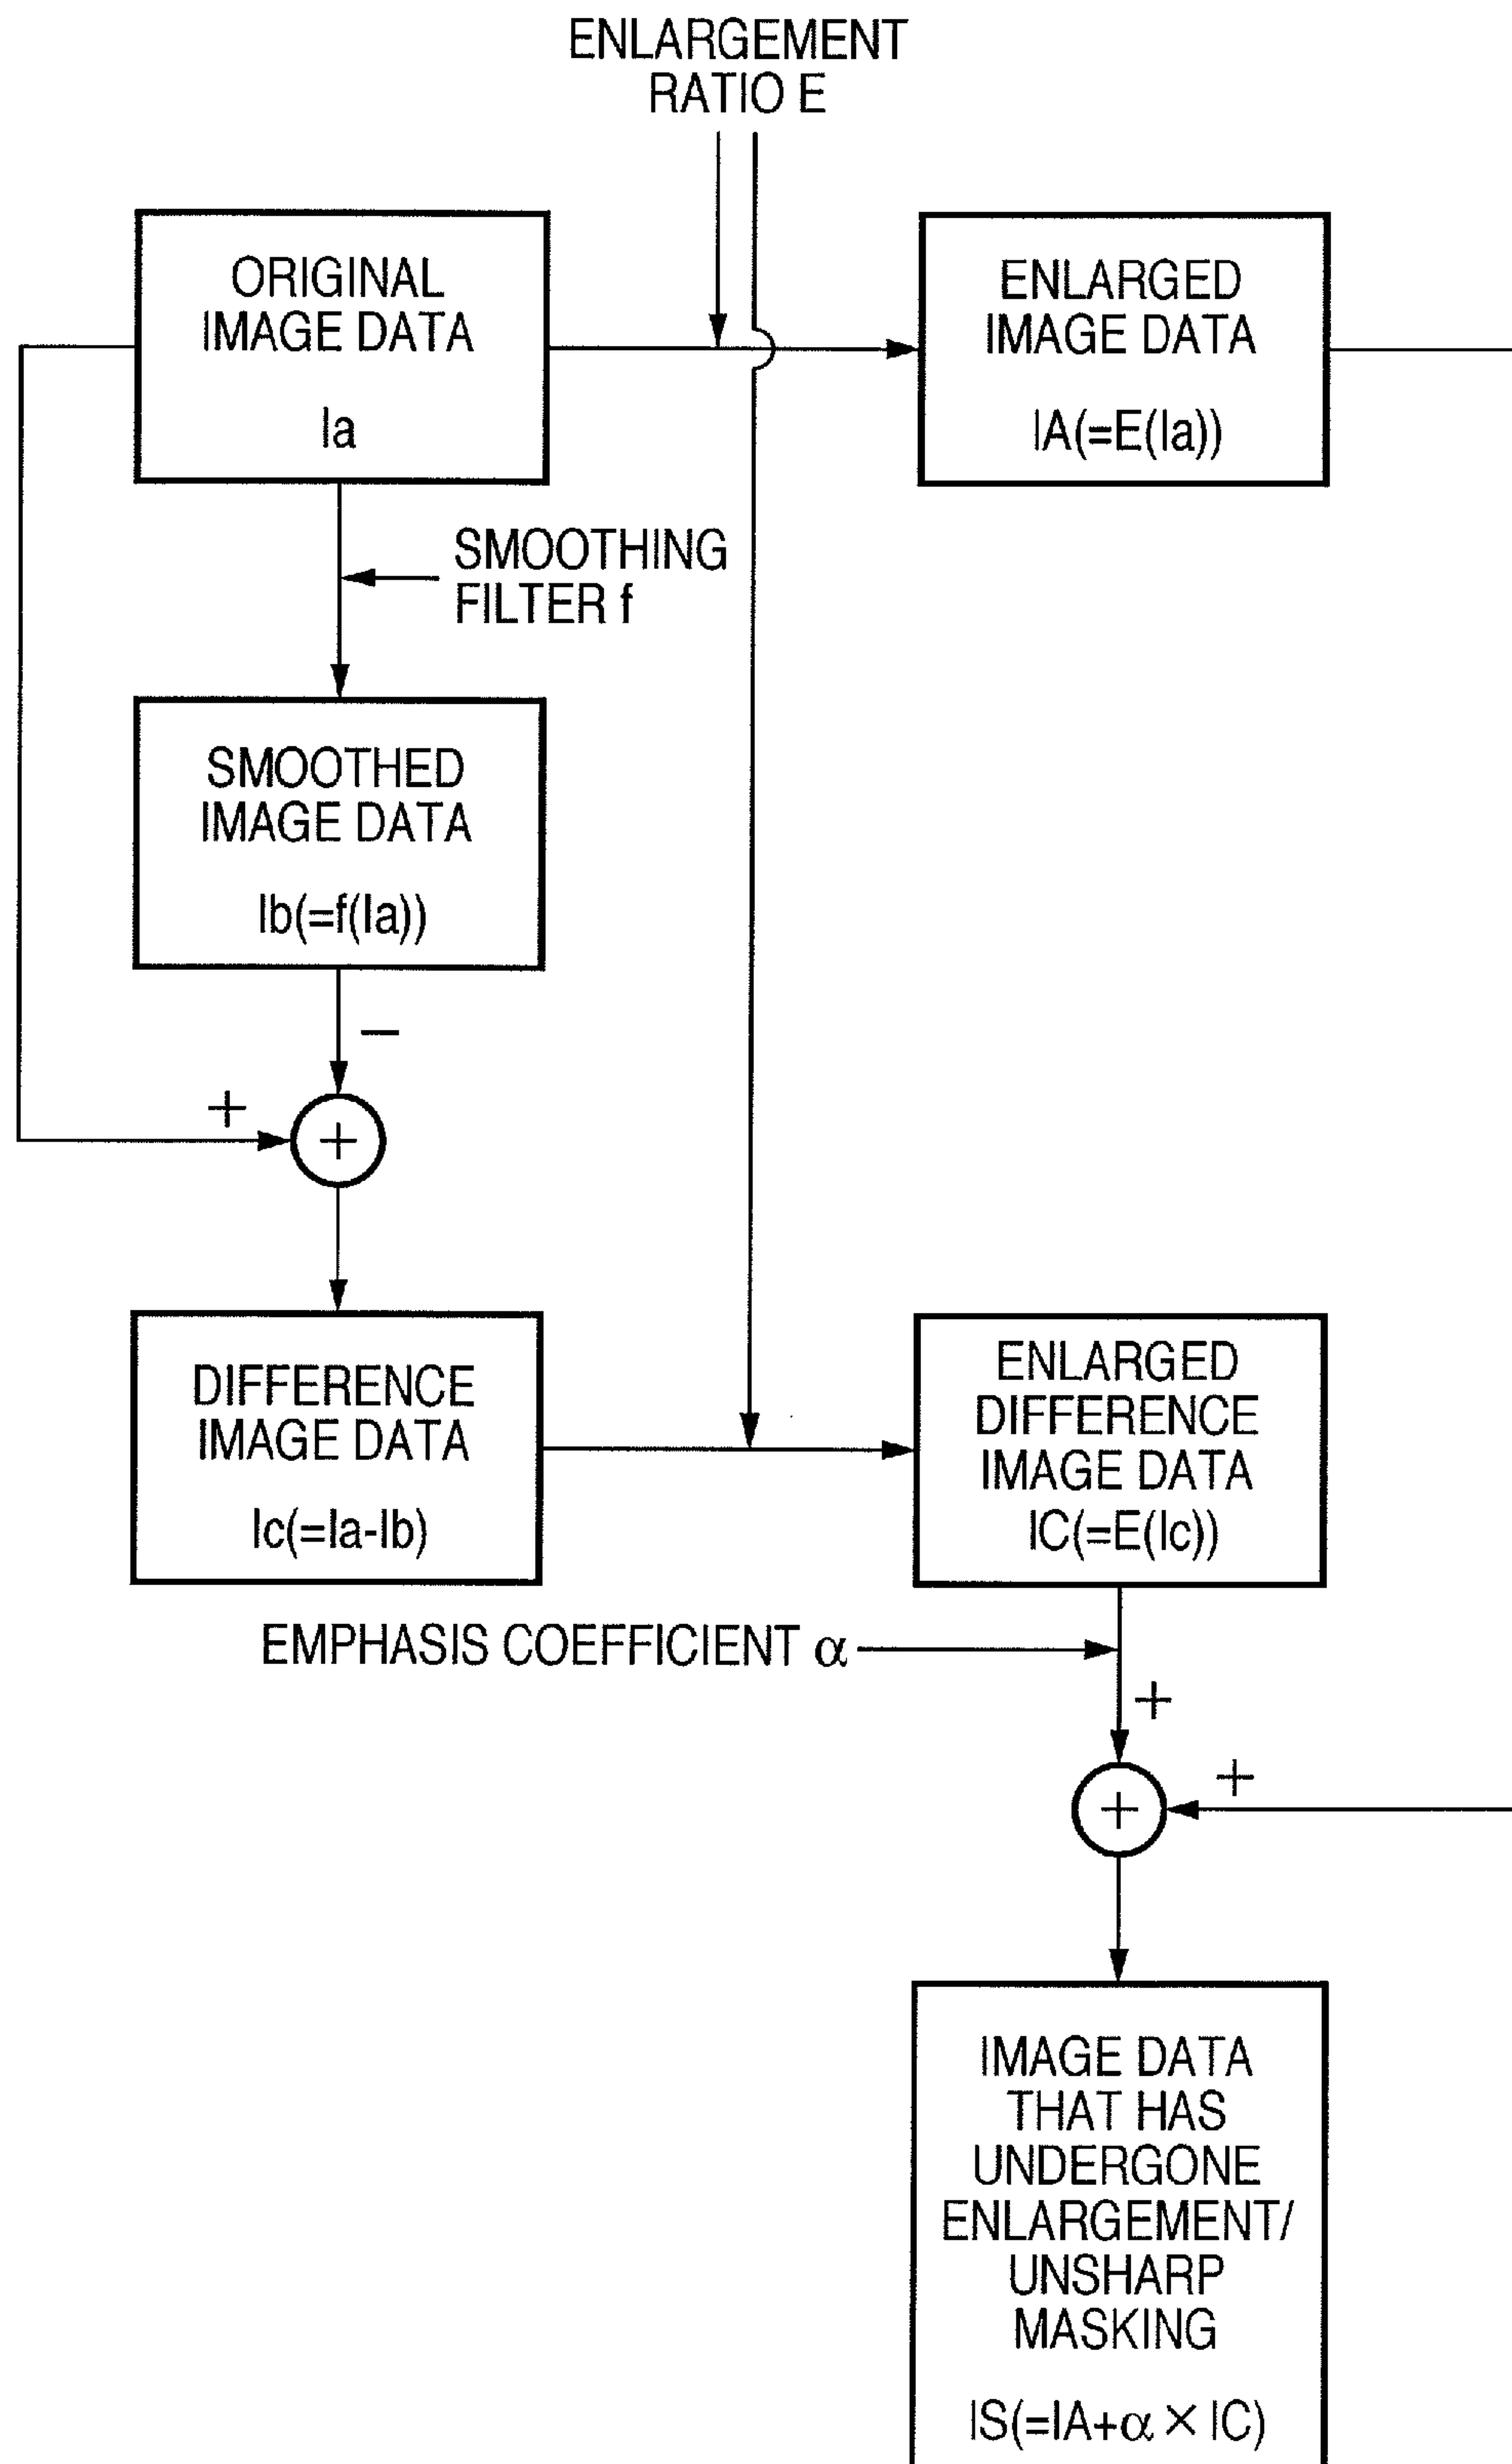 ENLARGEMENT
RATIO E
ORIGINAL
IMAGE DATA
Ia
ENLARGED
IMAGE DATA
IA(=E(Ia))
SMOOTHING
FILTER f
SMOOTHED
IMAGE DATA
Ib(=f(Ia))
−
+
+
DIFFERENCE
IMAGE DATA
Ic(=Ia-Ib)
ENLARGED
DIFFERENCE
IMAGE DATA
IC(=E(Ic))
EMPHASIS COEFFICIENT α
+
+
+
IMAGE DATA
THAT HAS
UNDERGONE
ENLARGEMENT/
UNSHARP
MASKING
IS(=IA+α × IC)